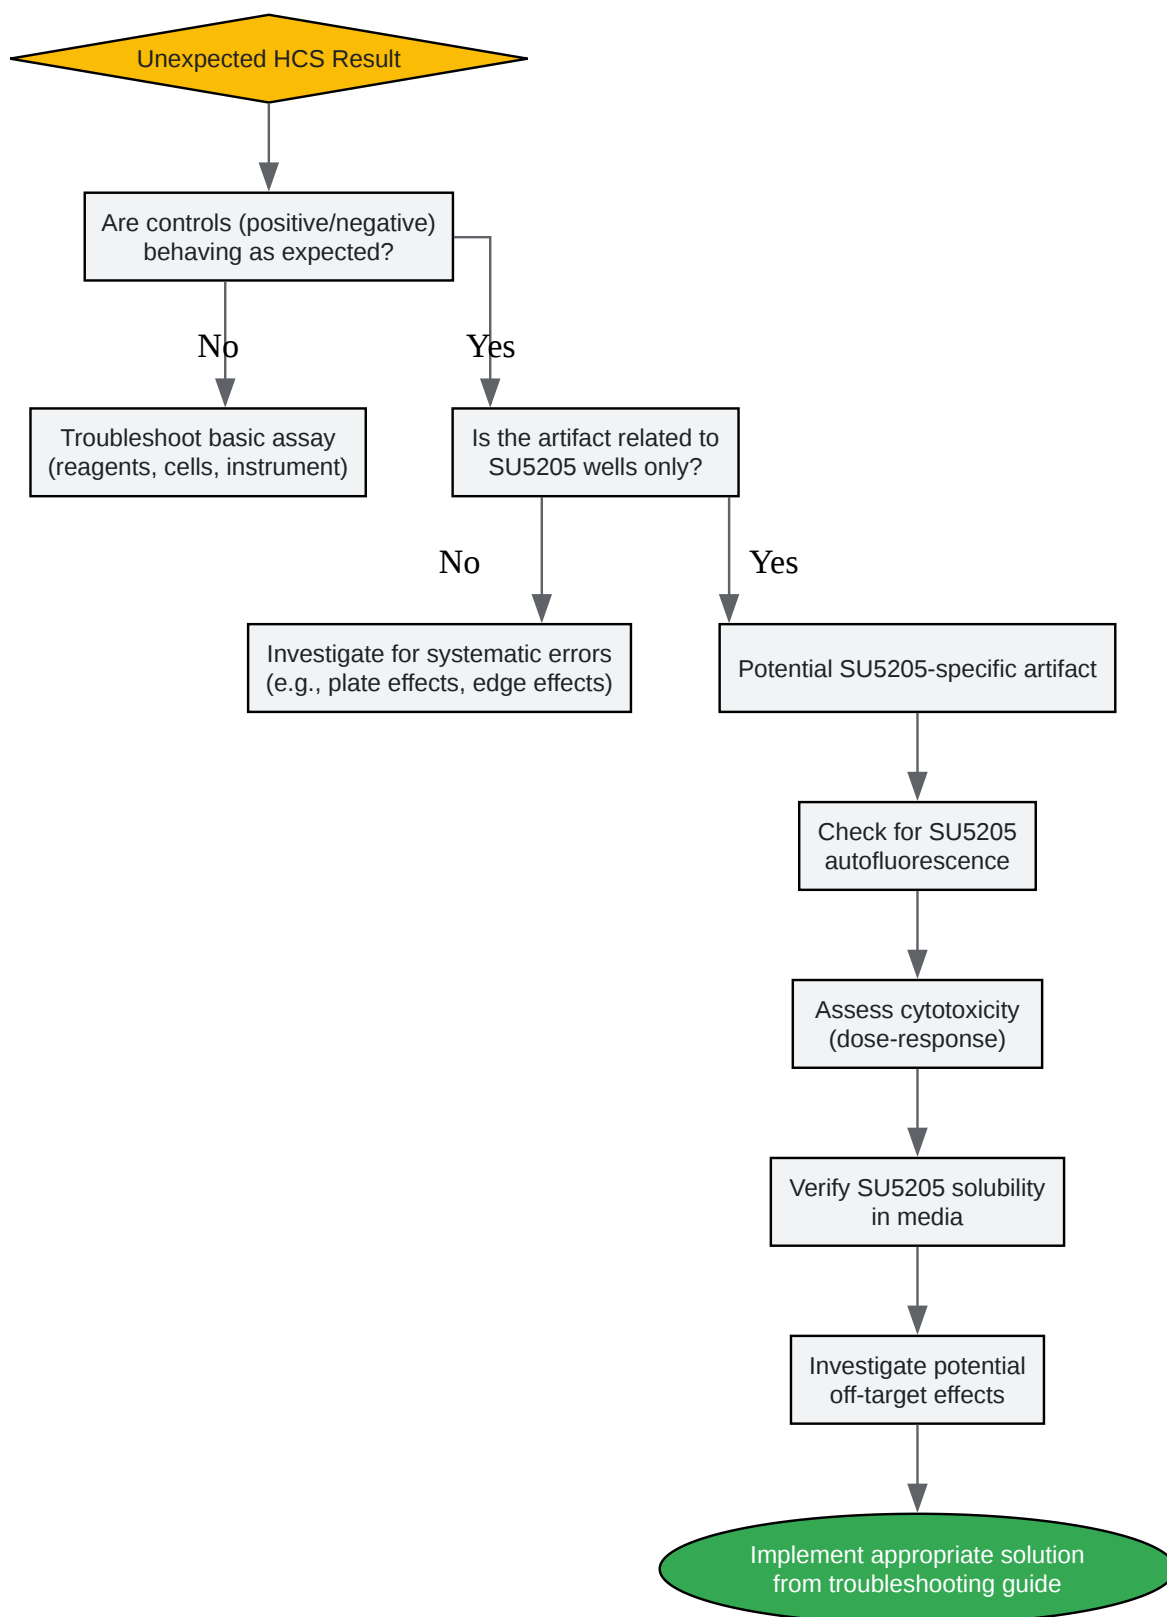 Unexpected HCS Result
Are controls (positive/negative)
behaving as expected?
No
Yes
Troubleshoot basic assay
(reagents, cells, instrument)
Is the artifact related to
SU5205 wells only?
No
Yes
Investigate for systematic errors
(e.g., plate effects, edge effects)
Potential SU5205-specific artifact
Check for SU5205
autofluorescence
Assess cytotoxicity
(dose-response)
Verify SU5205 solubility
in media
Investigate potential
off-target effects
Implement appropriate solution
from troubleshooting guide